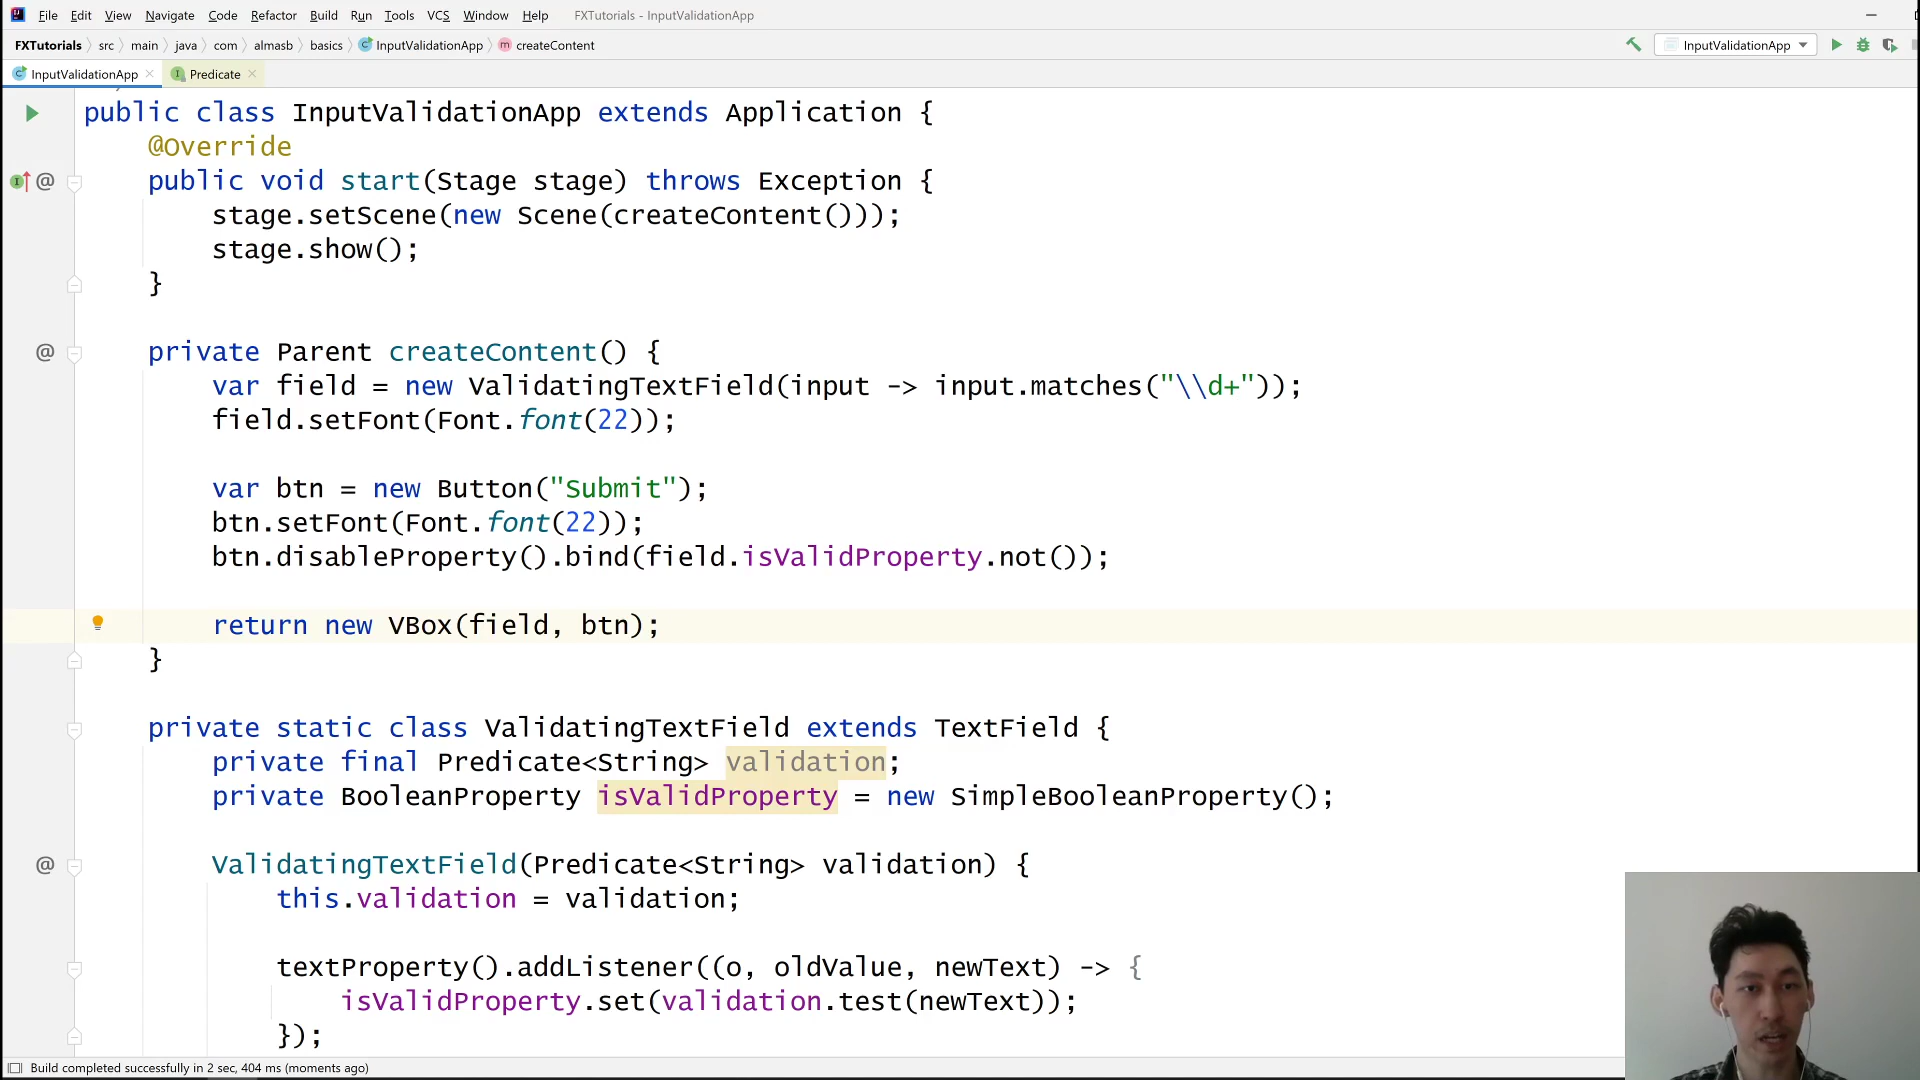 File Edit View Navigate Code Refactor Build Run Tools VCS Window Help FXTutorials - InputValidationApp
FXTutorials src main java com almasb basics InputValidationApp createContent InputValidationApp
InputValidationApp Predicate
public class InputValidationApp extends Application {
@Override
public void start(Stage stage) throws Exception {
stage.setScene(new Scene(createContent()));
stage.show();
}
private Parent createContent() {
var field = new ValidatingTextField(input -> input.matches("\\d+"));
field.setFont(Font.font(22));
var btn = new Button("Submit");
btn.setFont(Font.font(22));
btn.disableProperty().bind(field.isValidProperty.not());
return new VBox(field, btn);
}
private static class ValidatingTextField extends TextField {
private final Predicate<String> validation;
private BooleanProperty isValidProperty = new SimpleBooleanProperty();
ValidatingTextField(Predicate<String> validation) {
this.validation = validation;
textProperty().addListener((o, oldValue, newText) -> {
isValidProperty.set(validation.test(newText));
});
Build completed successfully in 2 sec, 404 ms (moments ago)